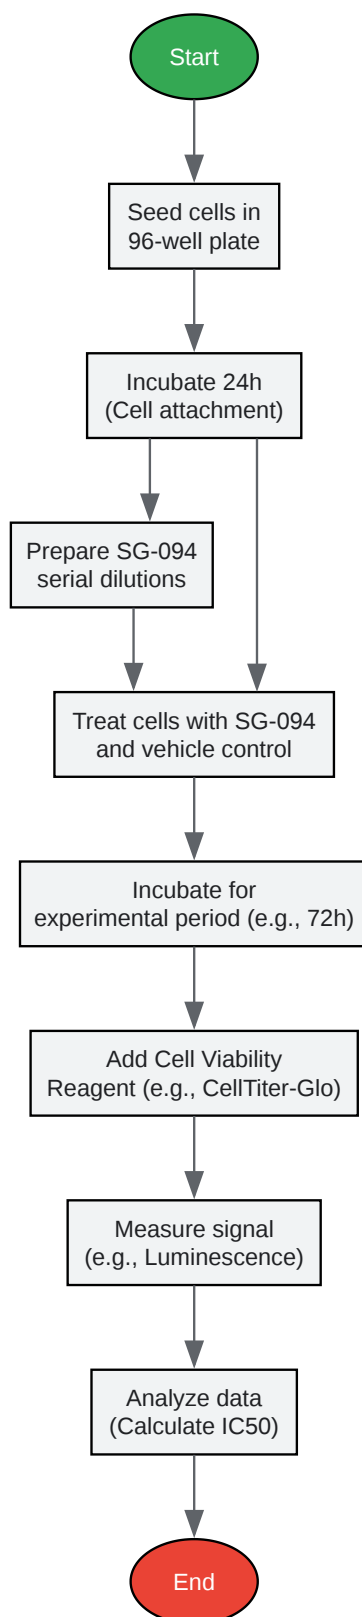 Start
Seed cells in
96-well plate
Incubate 24h
(Cell attachment)
Prepare SG-094
serial dilutions
Treat cells with SG-094
and vehicle control
Incubate for
experimental period (e.g., 72h)
Add Cell Viability
Reagent (e.g., CellTiter-Glo)
Measure signal
(e.g., Luminescence)
Analyze data
(Calculate IC50)
End